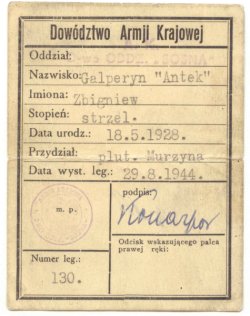 Dowództwo Armji Krajowej
Oddział:
Nazwisko: Galperyn "Antek"
Imiona: Zbigniew
Stopień: strzel.
Data urodz.: 18.5.1928.
Przydział: plut. Murzyna
Data wyst. leg.: 29.8.1944.
m. p.
podpis:
Odcisk wskazującego palca
prawej ręki:
Numer leg.:
130.